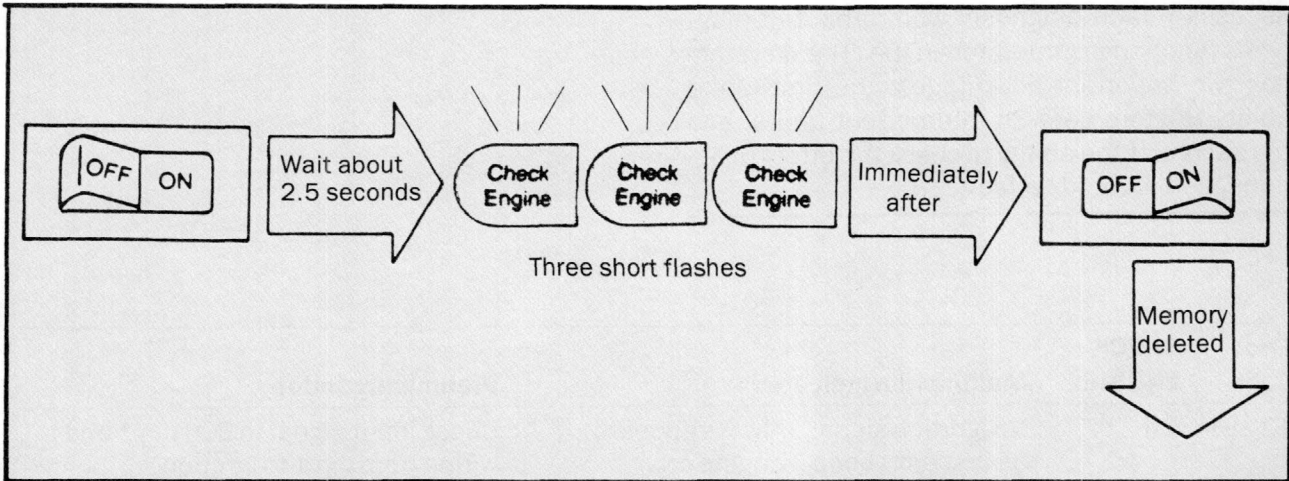 OFF ON
Wait about
2.5 seconds
Check
Engine
Check
Engine
Check
Engine
Three short flashes
Immediately
after
OFF ON
Memory
deleted